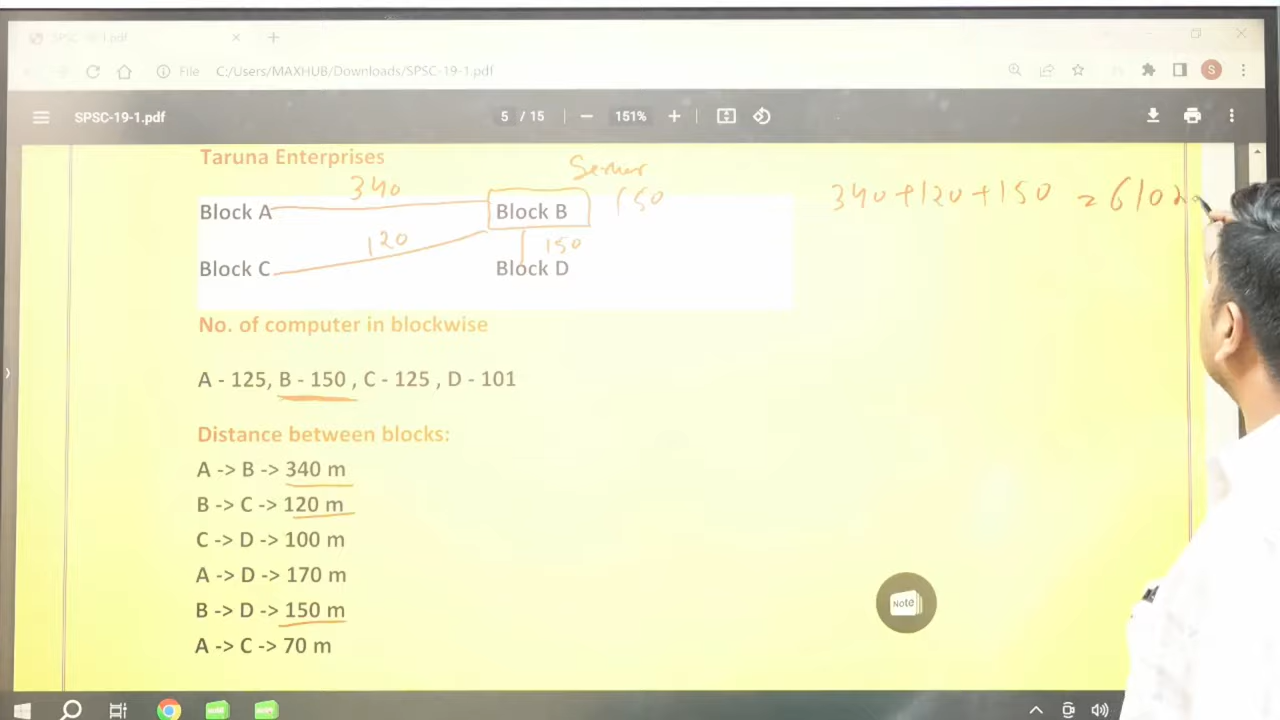 SPSC-19-1.pdf
File C:/Users/MAXHUB/Downloads/SPSC-19-1.pdf
S
SPSC-19-1.pdf 5 / 15 151%
Taruna Enterprises
Server
340
Block A Block B 150
340+120+150 = 610
120 150
Block C Block D
No. of computer in blockwise
A - 125, B - 150 , C - 125 , D - 101
Distance between blocks:
A -> B -> 340 m
B -> C -> 120 m
C -> D -> 100 m
A -> D -> 170 m
B -> D -> 150 m
A -> C -> 70 m
Note